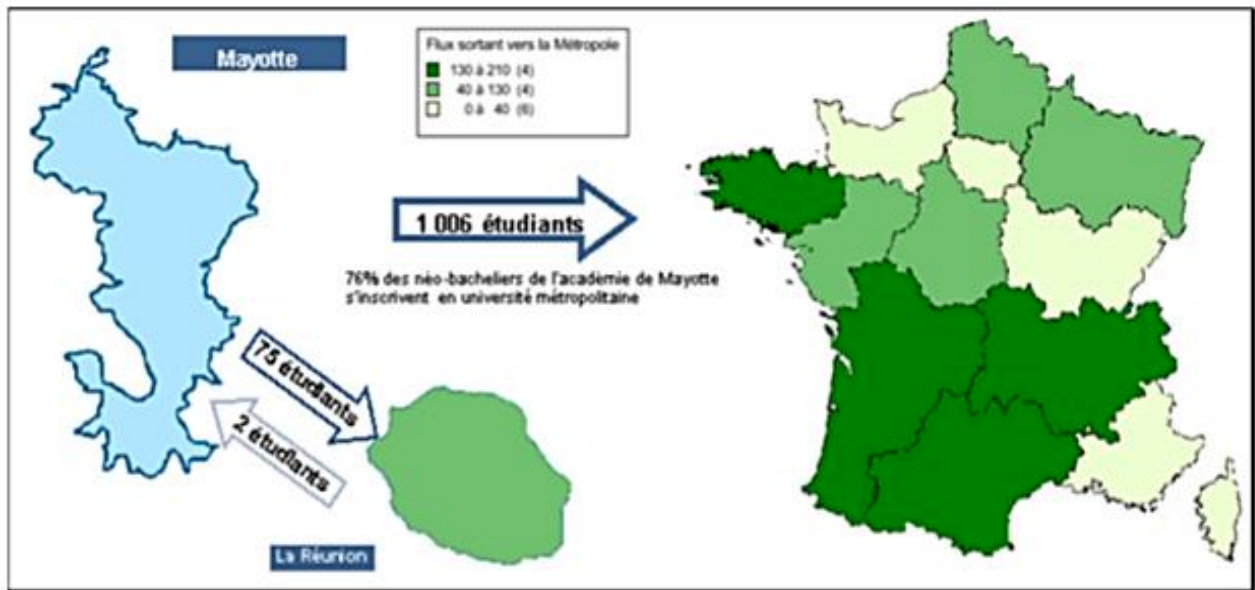 Mayotte
Flux sortant vers la Métropole
130 à 210 (4)
40 à 130 (4)
0 à 40 (6)
1 006 étudiants
76% des néo-bacheliers de l'académie de Mayotte
s'inscrivent en université métropolitaine
75 étudiants
2 étudiants
La Réunion